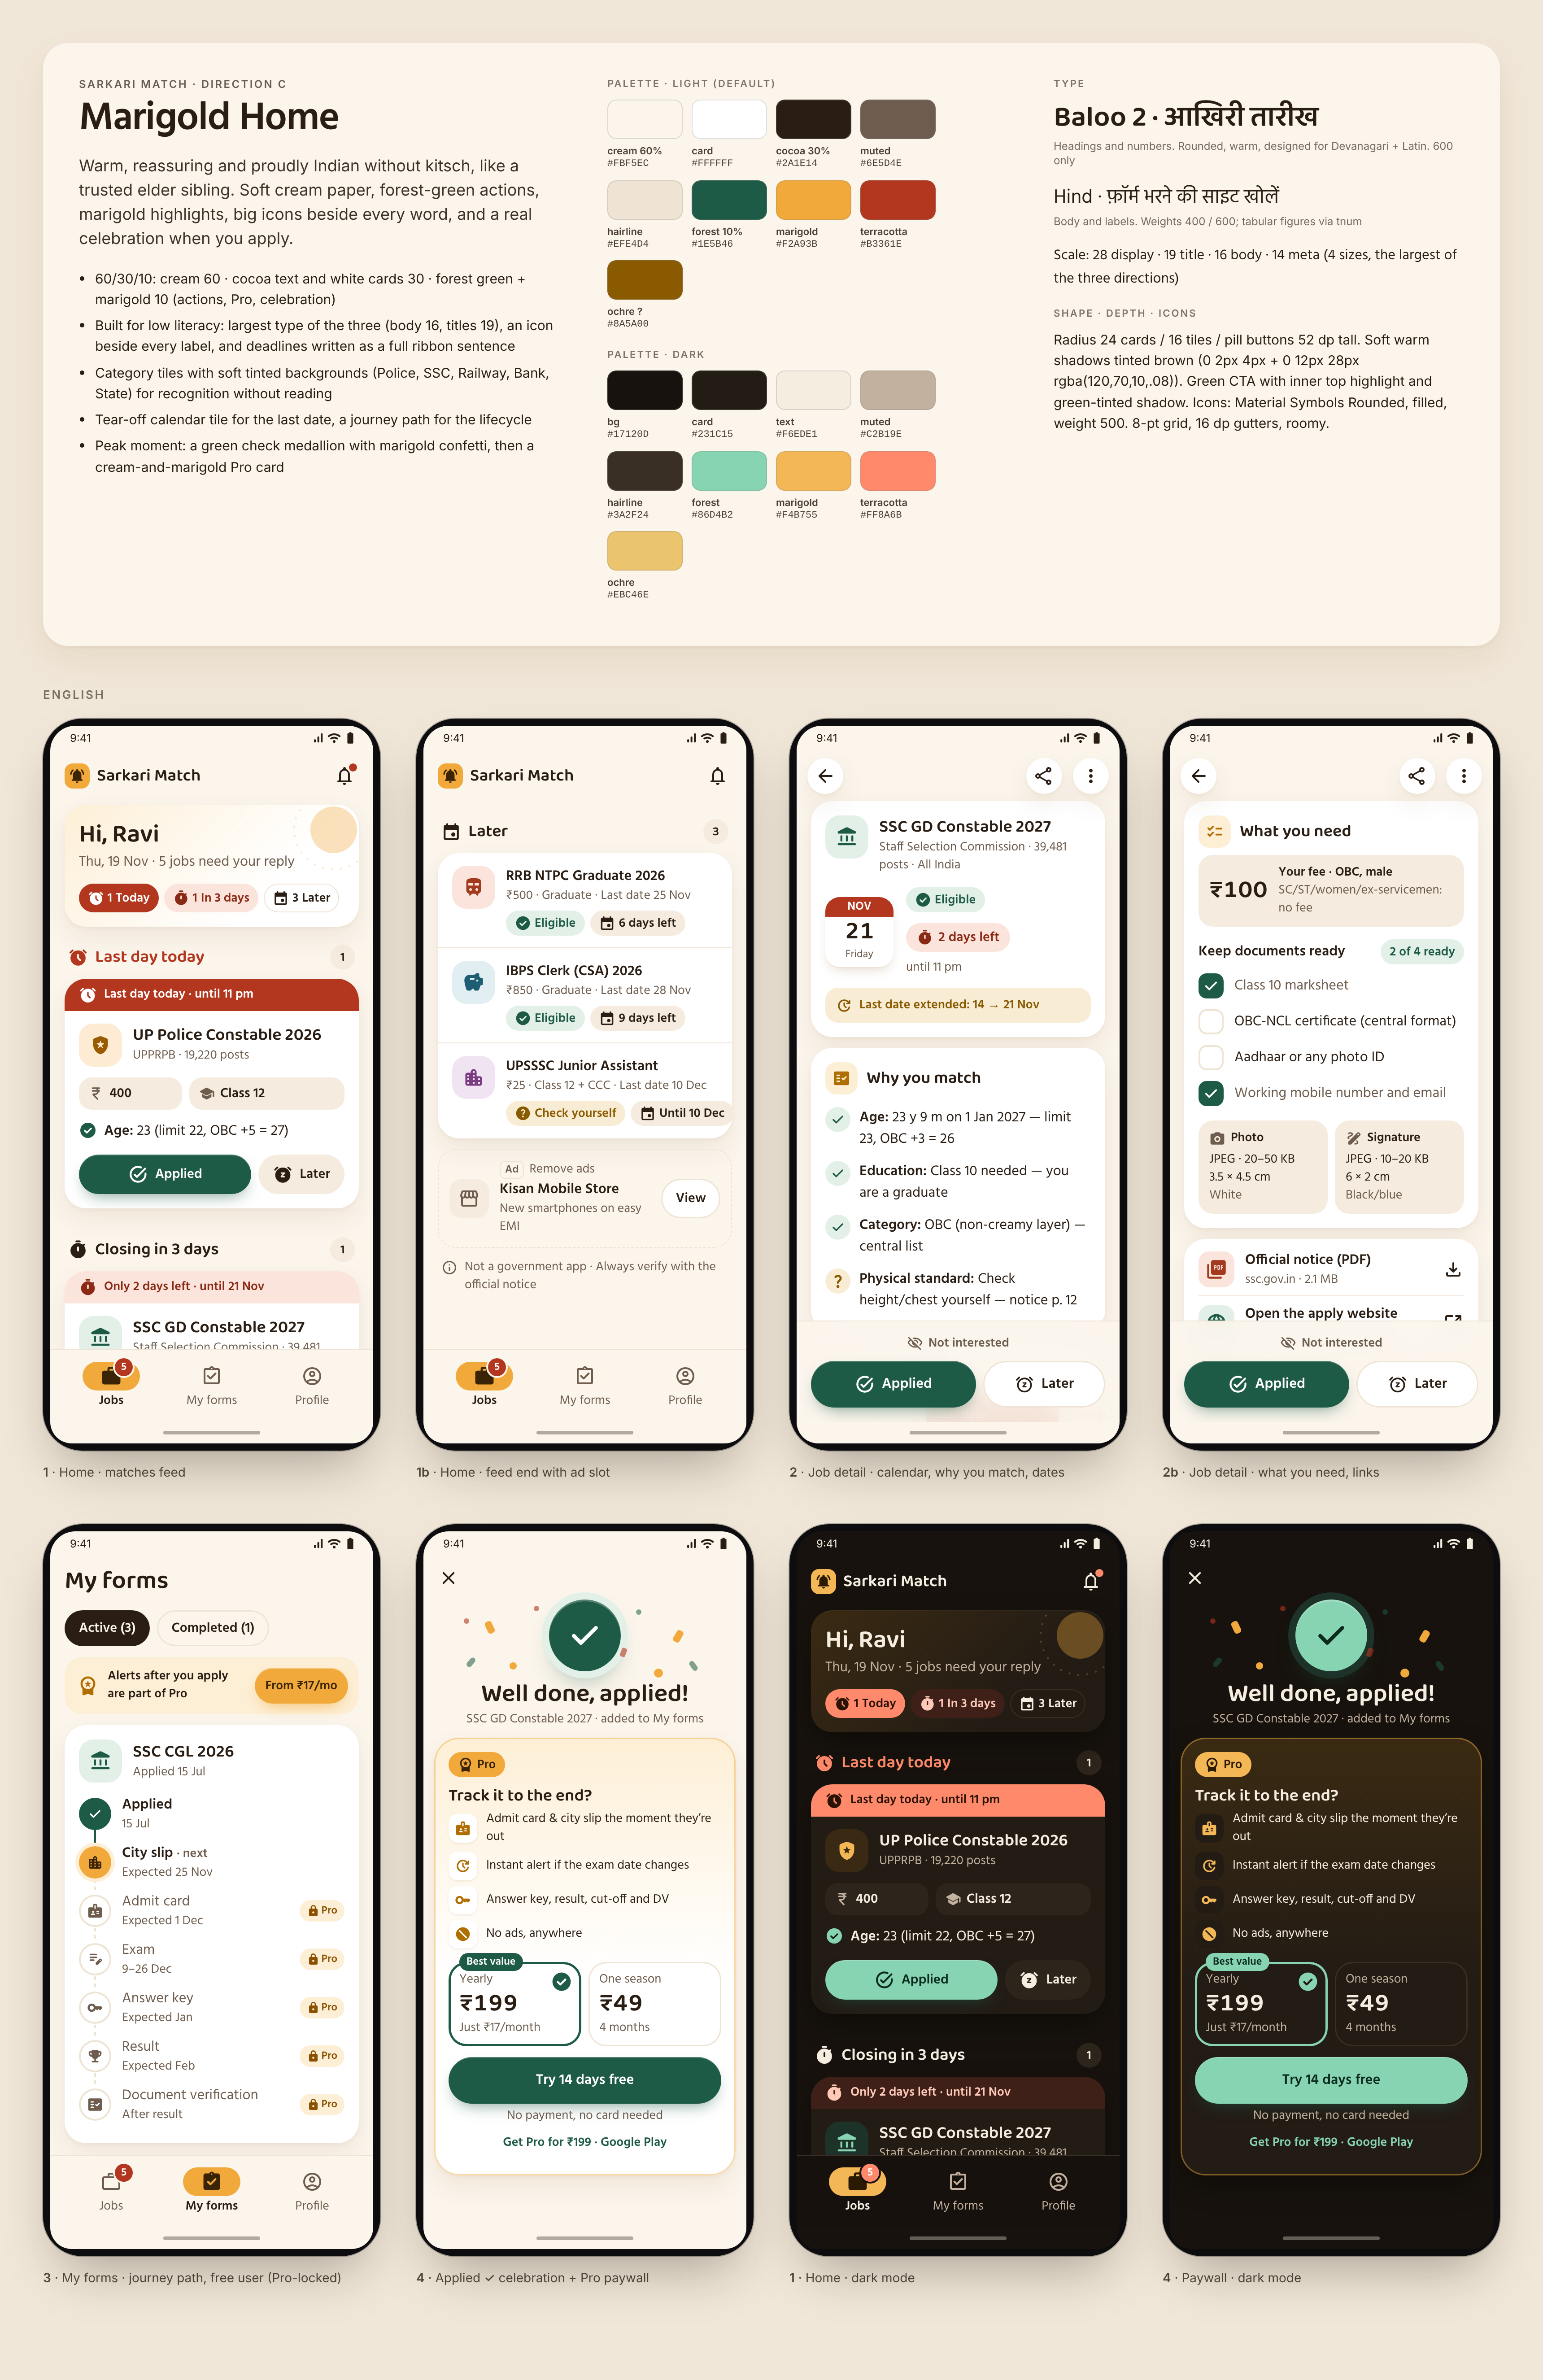 SARKARI MATCH · DIRECTION C
Marigold Home
Warm, reassuring and proudly Indian without kitsch, like a
trusted elder sibling. Soft cream paper, forest-green actions,
marigold highlights, big icons beside every word, and a real
celebration when you apply.
• 60/30/10: cream 60 · cocoa text and white cards 30 · forest green +
marigold 10 (actions, Pro, celebration)
• Built for low literacy: largest type of the three (body 16, titles 19), an icon
beside every label, and deadlines written as a full ribbon sentence
• Category tiles with soft tinted backgrounds (Police, SSC, Railway, Bank,
State) for recognition without reading
• Tear-off calendar tile for the last date, a journey path for the lifecycle
• Peak moment: a green check medallion with marigold confetti, then a
cream-and-marigold Pro card
PALETTE · LIGHT (DEFAULT)
cream 60%
#FBF5EC
card
#FFFFFF
cocoa 30%
#2A1E14
muted
#6E5D4E
hairline
#EFE4D4
forest 10%
#1E5B46
marigold
#F2A93B
terracotta
#B3361E
ochre ?
#8A5A00
PALETTE · DARK
bg
#17120D
card
#231C15
text
#F6EDE1
muted
#C2B19E
hairline
#3A2F24
forest
#86D4B2
marigold
#F4B755
terracotta
#FF8A6B
ochre
#EBC46E
TYPE
Baloo 2 · आखिरी तारीख
Headings and numbers. Rounded, warm, designed for Devanagari + Latin. 600
only
Hind · फ़ॉर्म भरने की साइट खोलें
Body and labels. Weights 400 / 600; tabular figures via tnum
Scale: 28 display · 19 title · 16 body · 14 meta (4 sizes, the largest of
the three directions)
SHAPE · DEPTH · ICONS
Radius 24 cards / 16 tiles / pill buttons 52 dp tall. Soft warm
shadows tinted brown (0 2px 4px + 0 12px 28px
rgba(120,70,10,.08)). Green CTA with inner top highlight and
green-tinted shadow. Icons: Material Symbols Rounded, filled,
weight 500. 8-pt grid, 16 dp gutters, roomy.
ENGLISH
9:41
Sarkari Match
Hi, Ravi
Thu, 19 Nov · 5 jobs need your reply
1 Today
1 In 3 days
3 Later
Last day today
1
Last day today · until 11 pm
UP Police Constable 2026
UPPRPB · 19,220 posts
₹ 400
Class 12
Age: 23 (limit 22, OBC +5 = 27)
Applied
Later
Closing in 3 days
1
Only 2 days left · until 21 Nov
SSC GD Constable 2027
Staff Selection Commission · 39,481
5
Jobs
My forms
Profile
1 · Home · matches feed
9:41
Sarkari Match
Later
3
RRB NTPC Graduate 2026
₹500 · Graduate · Last date 25 Nov
Eligible
6 days left
IBPS Clerk (CSA) 2026
₹850 · Graduate · Last date 28 Nov
Eligible
9 days left
UPSSSC Junior Assistant
₹25 · Class 12 + CCC · Last date 10 Dec
? Check yourself
Until 10 Dec
Ad Remove ads
Kisan Mobile Store
New smartphones on easy
EMI
View
Not a government app · Always verify with the
official notice
5
Jobs
My forms
Profile
1b · Home · feed end with ad slot
9:41
SSC GD Constable 2027
Staff Selection Commission · 39,481
posts · All India
NOV
21
Friday
Eligible
2 days left
until 11 pm
Last date extended: 14 → 21 Nov
Why you match
Age: 23 y 9 m on 1 Jan 2027 — limit
23, OBC +3 = 26
Education: Class 10 needed — you
are a graduate
Category: OBC (non-creamy layer) —
central list
? Physical standard: Check
height/chest yourself — notice p. 12
Not interested
Applied
Later
2 · Job detail · calendar, why you match, dates
9:41
What you need
₹100
Your fee · OBC, male
SC/ST/women/ex-servicemen:
no fee
Keep documents ready
2 of 4 ready
Class 10 marksheet
OBC-NCL certificate (central format)
Aadhaar or any photo ID
Working mobile number and email
Photo
JPEG · 20–50 KB
3.5 × 4.5 cm
White
Signature
JPEG · 10–20 KB
6 × 2 cm
Black/blue
PDF
Official notice (PDF)
ssc.gov.in · 2.1 MB
Open the apply website
Not interested
Applied
Later
2b · Job detail · what you need, links
9:41
My forms
Active (3)
Completed (1)
Alerts after you apply
are part of Pro
From ₹17/mo
SSC CGL 2026
Applied 15 Jul
Applied
15 Jul
City slip · next
Expected 25 Nov
Admit card
Expected 1 Dec
Pro
Exam
9–26 Dec
Pro
Answer key
Expected Jan
Pro
Result
Expected Feb
Pro
Document verification
After result
Pro
5
Jobs
My forms
Profile
3 · My forms · journey path, free user (Pro-locked)
9:41
Well done, applied!
SSC GD Constable 2027 · added to My forms
Pro
Track it to the end?
Admit card & city slip the moment they’re
out
Instant alert if the exam date changes
Answer key, result, cut-off and DV
No ads, anywhere
Best value
Yearly
₹199
Just ₹17/month
One season
₹49
4 months
Try 14 days free
No payment, no card needed
Get Pro for ₹199 · Google Play
4 · Applied ✓ celebration + Pro paywall
9:41
Sarkari Match
Hi, Ravi
Thu, 19 Nov · 5 jobs need your reply
1 Today
1 In 3 days
3 Later
Last day today
1
Last day today · until 11 pm
UP Police Constable 2026
UPPRPB · 19,220 posts
₹ 400
Class 12
Age: 23 (limit 22, OBC +5 = 27)
Applied
Later
Closing in 3 days
1
Only 2 days left · until 21 Nov
SSC GD Constable 2027
Staff Selection Commission · 39,481
5
Jobs
My forms
Profile
1 · Home · dark mode
9:41
Well done, applied!
SSC GD Constable 2027 · added to My forms
Pro
Track it to the end?
Admit card & city slip the moment they’re
out
Instant alert if the exam date changes
Answer key, result, cut-off and DV
No ads, anywhere
Best value
Yearly
₹199
Just ₹17/month
One season
₹49
4 months
Try 14 days free
No payment, no card needed
Get Pro for ₹199 · Google Play
4 · Paywall · dark mode